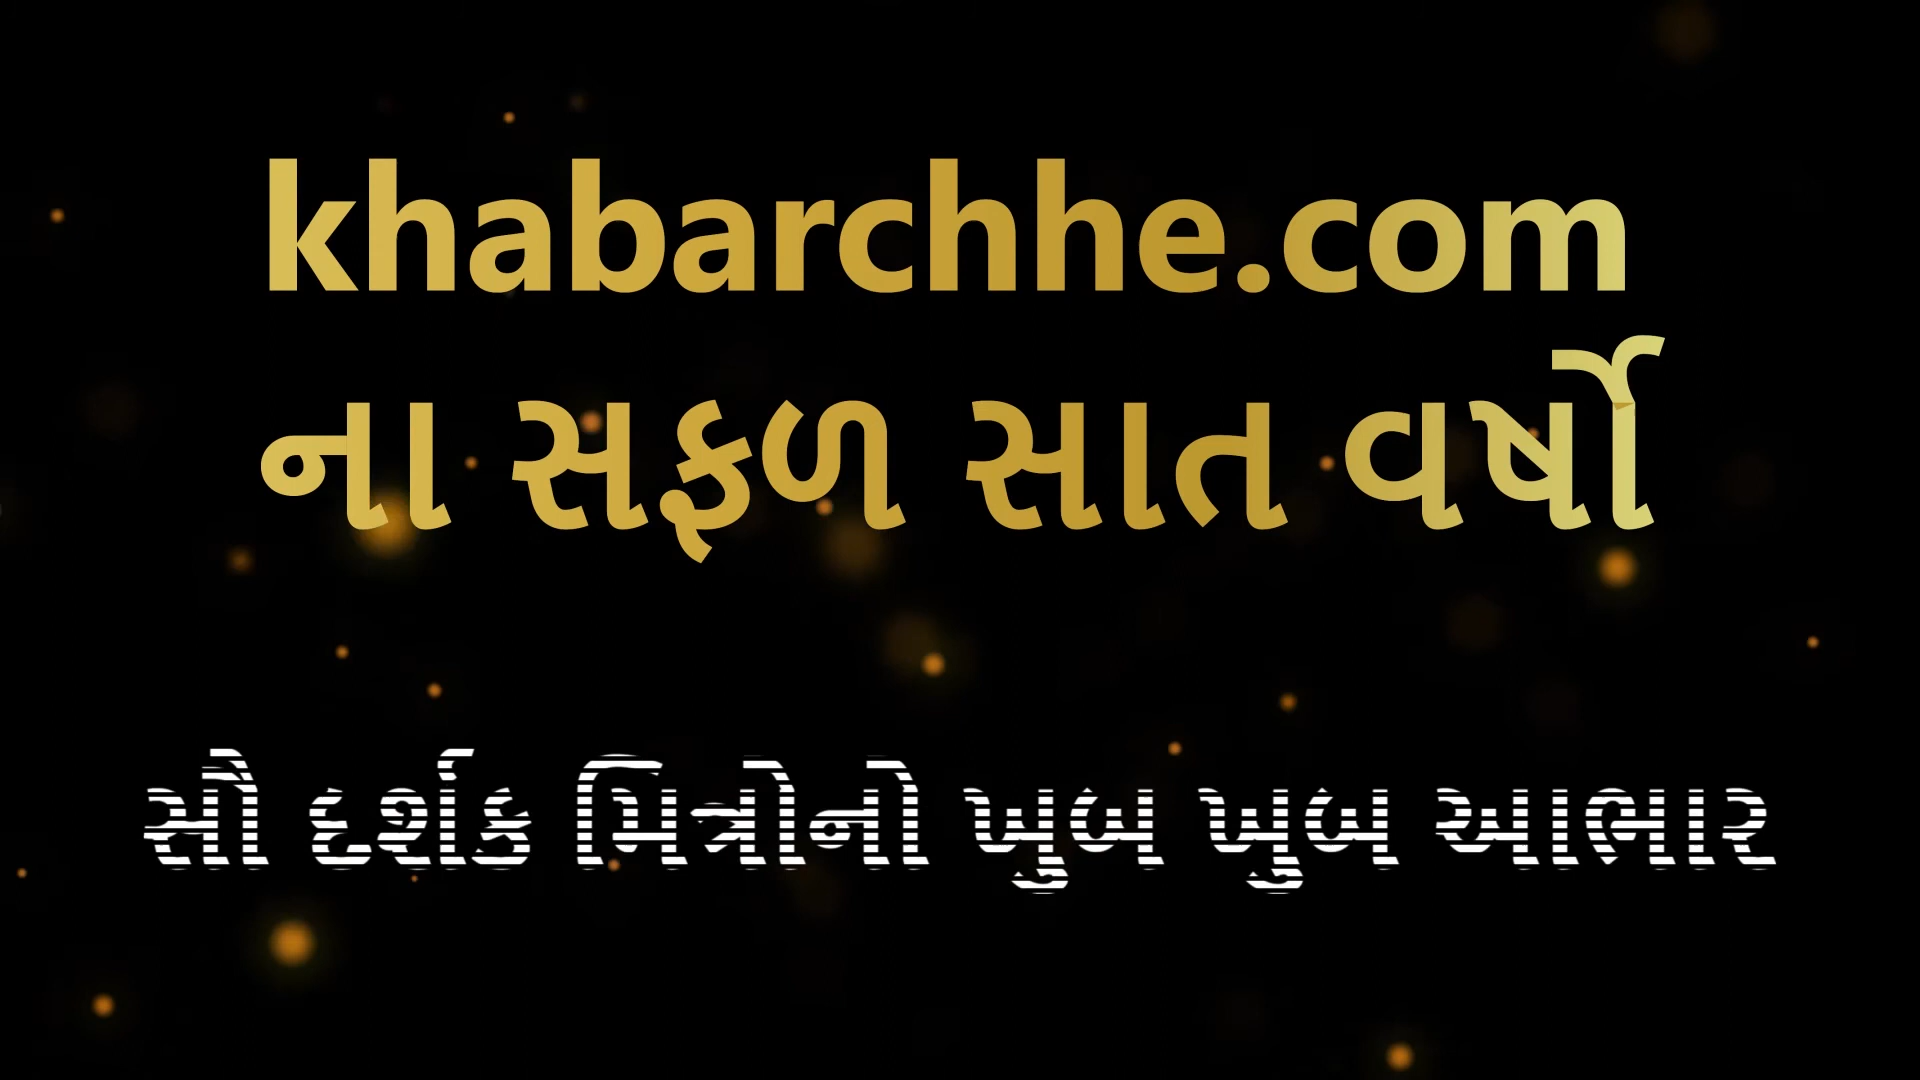 khabarchhe.com
ના સફળ સાત વર્ષો
સૌ દર્શક મિત્રોનો ખુબ ખુબ આભાર